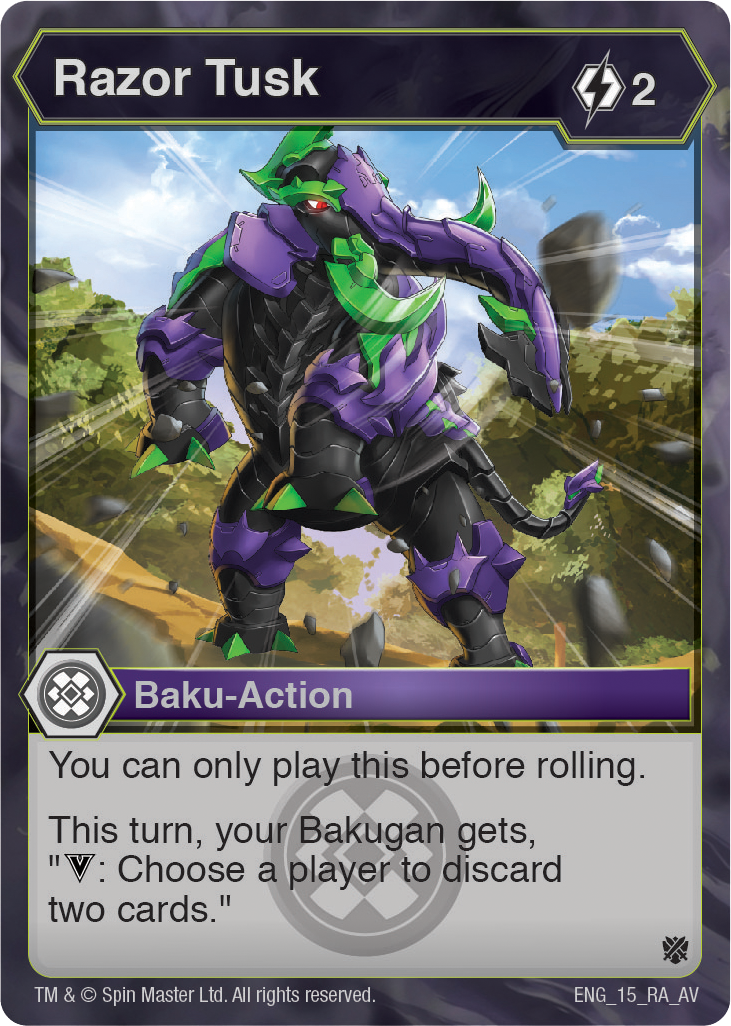 Razor Tusk
2
Baku-Action
You can only play this before rolling.
This turn, your Bakugan gets,
": Choose a player to discard
two cards."
TM & © Spin Master Ltd. All rights reserved.
ENG_15_RA_AV